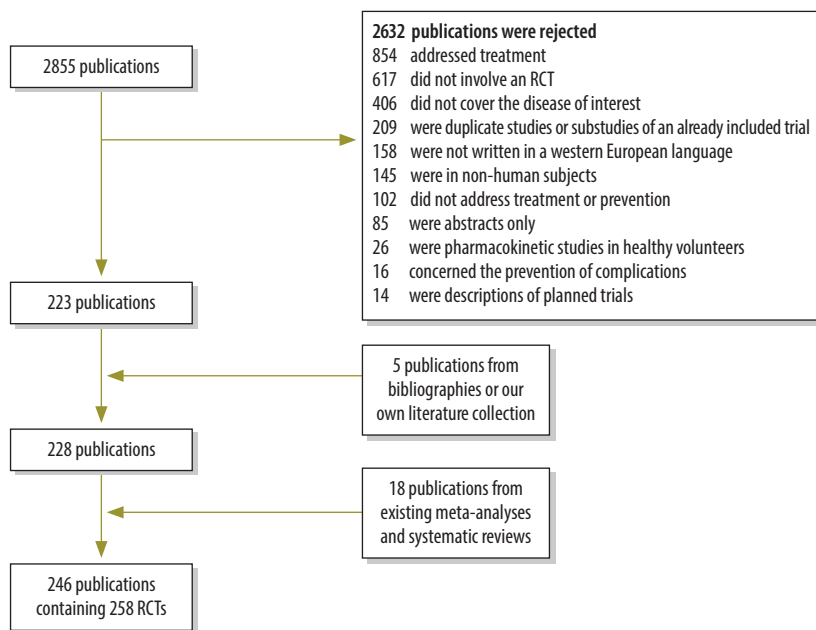 2855 publications
2632 publications were rejected
854 addressed treatment
617 did not involve an RCT
406 did not cover the disease of interest
209 were duplicate studies or substudies of an already included trial
158 were not written in a western European language
145 were in non-human subjects
102 did not address treatment or prevention
85 were abstracts only
26 were pharmacokinetic studies in healthy volunteers
16 concerned the prevention of complications
14 were descriptions of planned trials
223 publications
5 publications from
bibliographies or our
own literature collection
228 publications
18 publications from
existing meta-analyses
and systematic reviews
246 publications
containing 258 RCTs